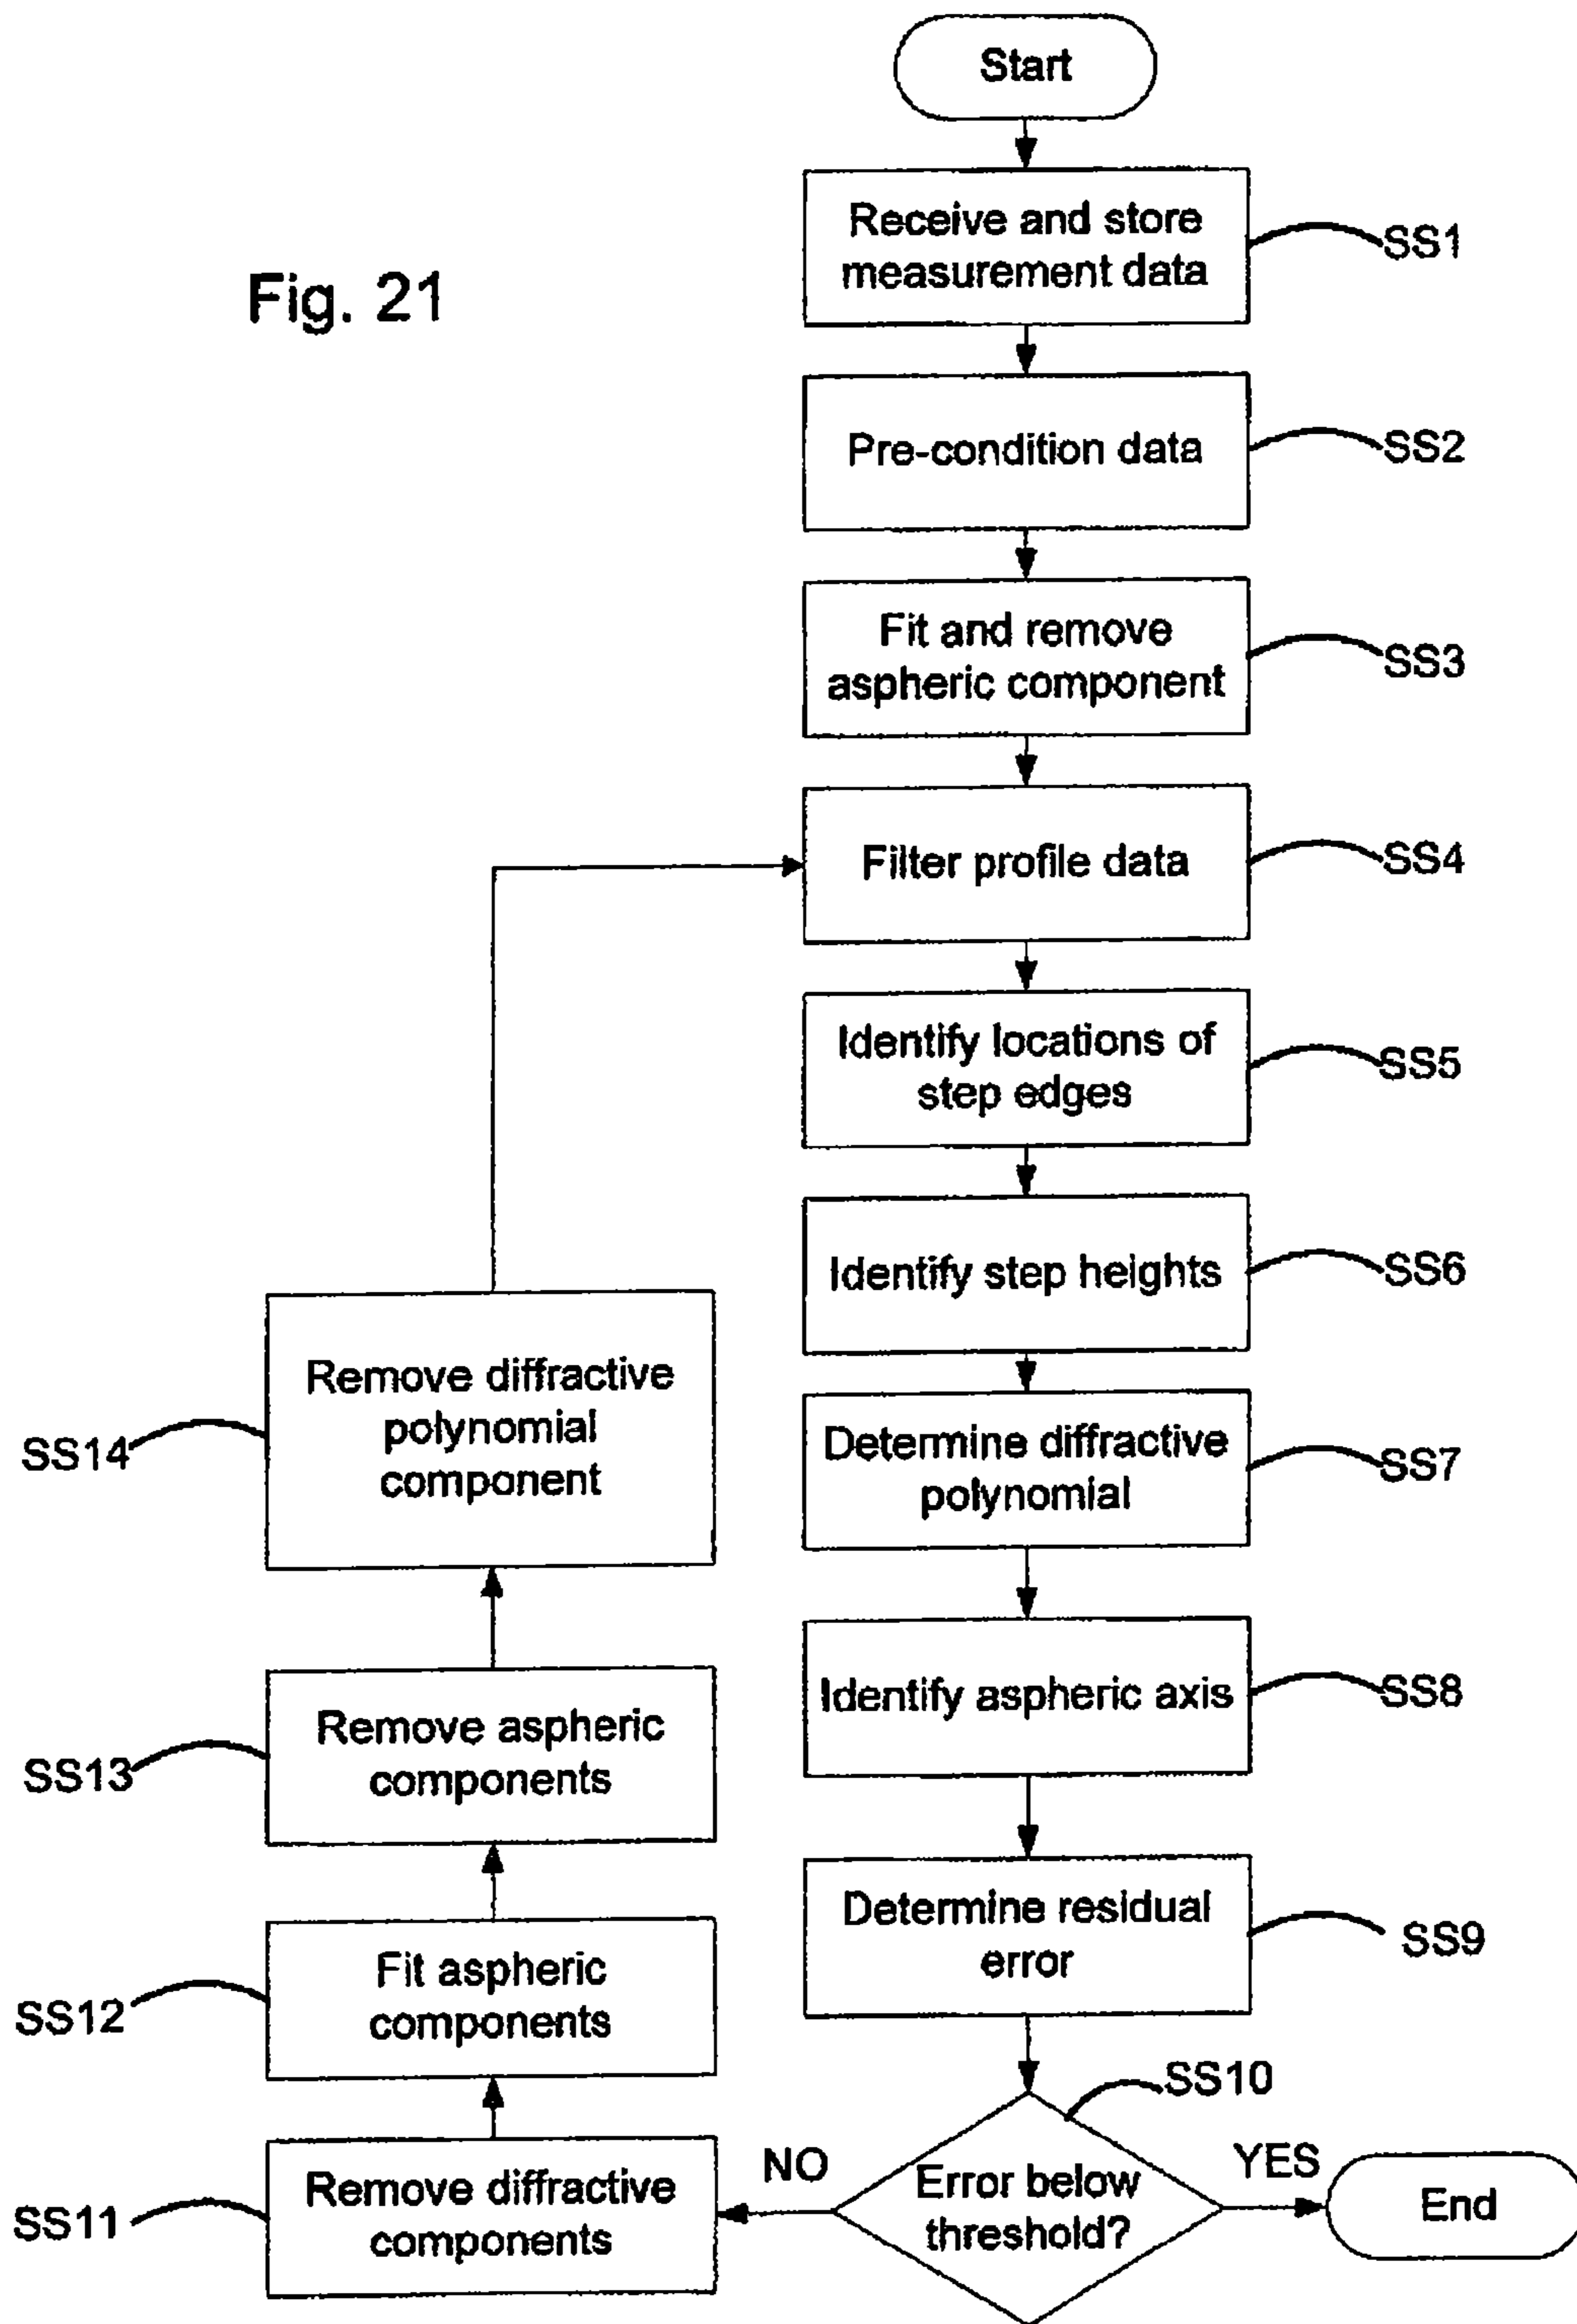 Start
Fig. 21
Receive and store
measurement data
SS1
Pre-condition data
SS2
Fit and remove
aspheric component
SS3
Filter profile data
SS4
Identify locations of
step edges
SS5
Identify step heights
SS6
Determine diffractive
polynomial
SS7
Identify aspheric axis
SS8
Determine residual
error
SS9
Error below
threshold?
SS10
YES
End
NO
Remove diffractive
components
SS11
Fit aspheric
components
SS12
Remove aspheric
components
SS13
Remove diffractive
polynomial
component
SS14